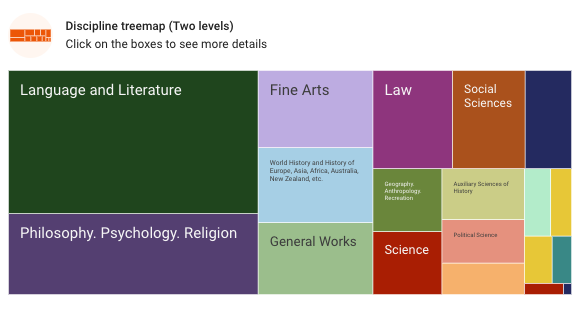 Discipline treemap (Two levels)
Click on the boxes to see more details
Language and Literature
Philosophy. Psychology. Religion
Fine Arts
World History and History of
Europe, Asia, Africa, Australia,
New Zealand, etc.
General Works
Law
Social
Sciences
Geography.
Anthropology.
Recreation
Auxiliary Sciences of
History
Political Science
Science